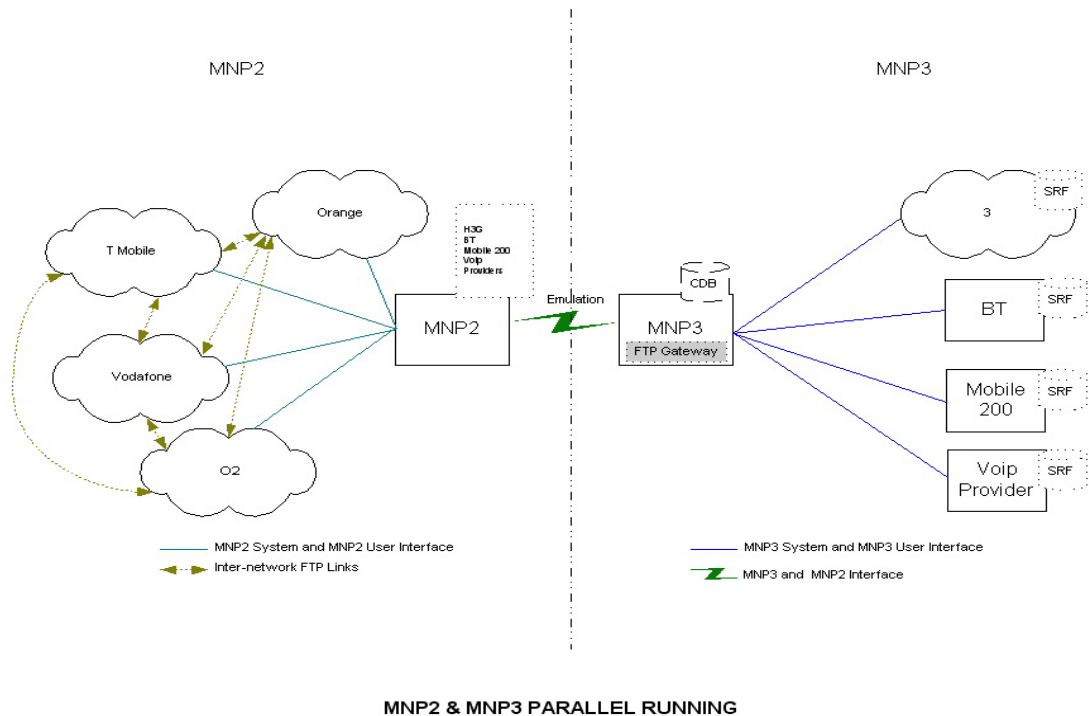 MNP2
MNP3
Orange
T Mobile
Vodafone
O2
H3G
BT
Mobile 200
Voip
Providers
MNP2
Emulation
CDB
MNP3
FTP Gateway
3
SRF
BT
SRF
Mobile
200
SRF
Voip
Provider
SRF
MNP2 System and MNP2 User Interface
Inter-network FTP Links
MNP3 System and MNP3 User Interface
MNP3 and MNP2 Interface
MNP2 & MNP3 PARALLEL RUNNING